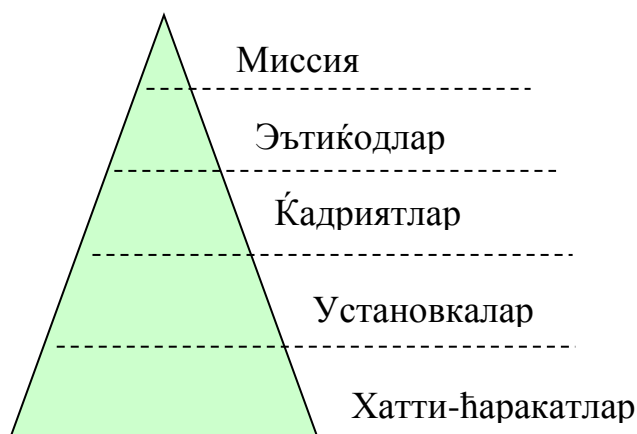 Миссия
Эътиќодлар
Ќадриятлар
Установкалар
Хатти-ћаракатлар